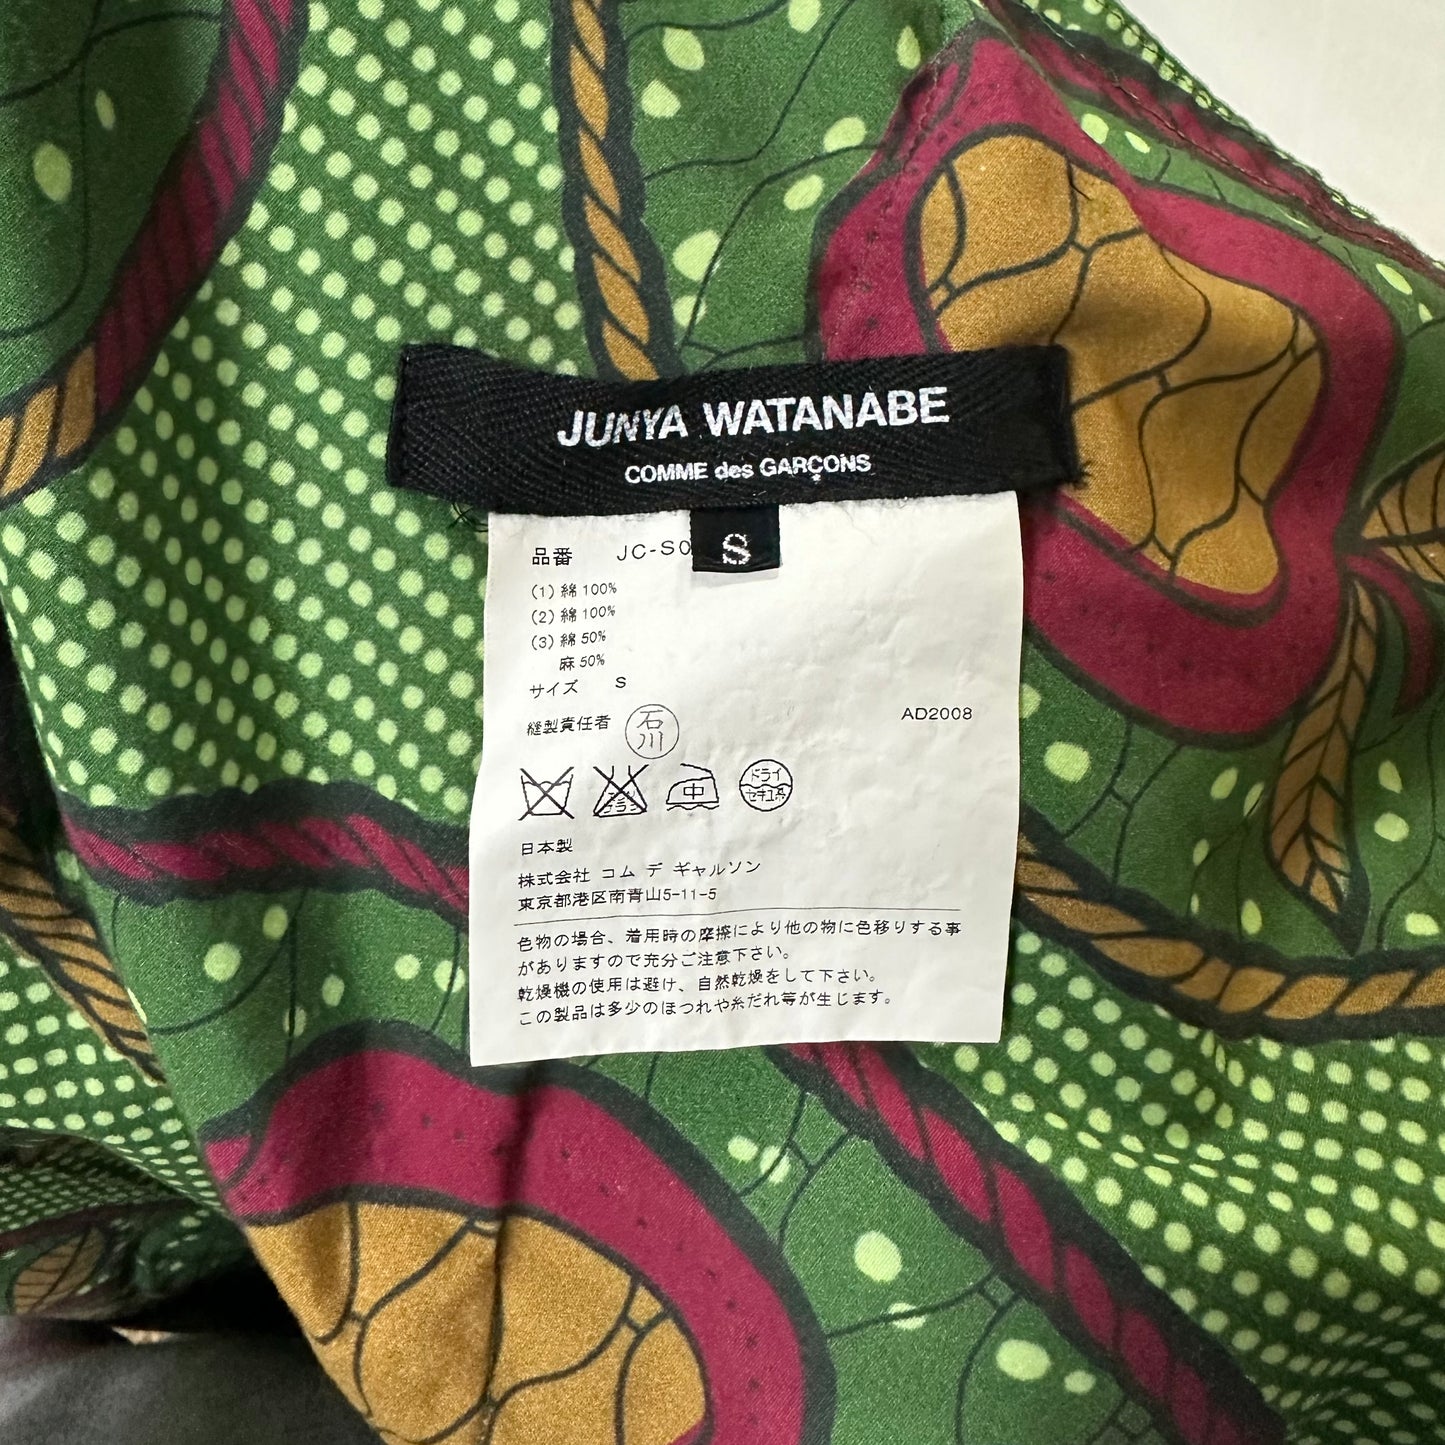 JUNYA WATANABE
COMME des GARÇONS
S
品番 JC-S0
(1) 綿 100%
(2) 綿 100%
(3) 綿 50%
麻 50%
サイズ S
縫製責任者 石川
AD2008
中
ドライ
セキユ系
日本製
株式会社 コム デ ギャルソン
東京都港区南青山5-11-5
色物の場合、着用時の摩擦により他の物に色移りする事
がありますので充分ご注意下さい。
乾燥機の使用は避け、自然乾燥をして下さい。
この製品は多少のほつれや糸だれ等が生じます。